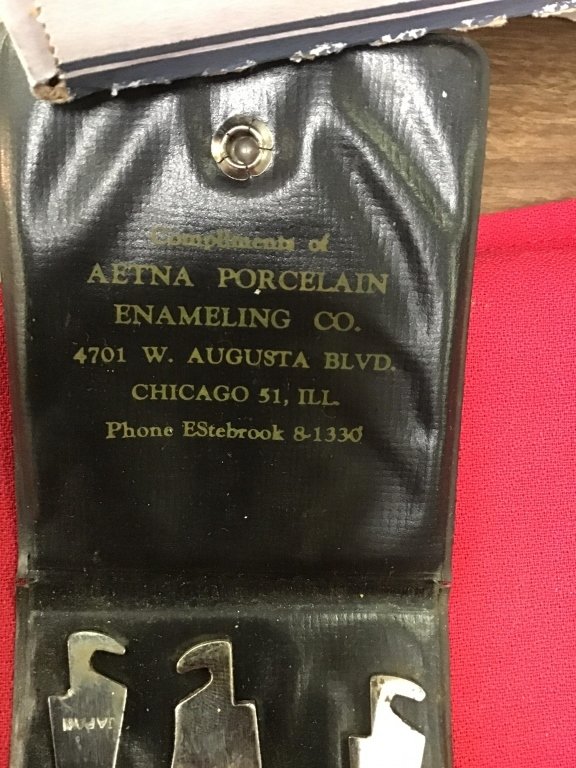 Compliments of
AETNA PORCELAIN
ENAMELING CO.
4701 W. AUGUSTA BLVD.
CHICAGO 51, ILL.
Phone EStebrook 8-1330
JAPAN